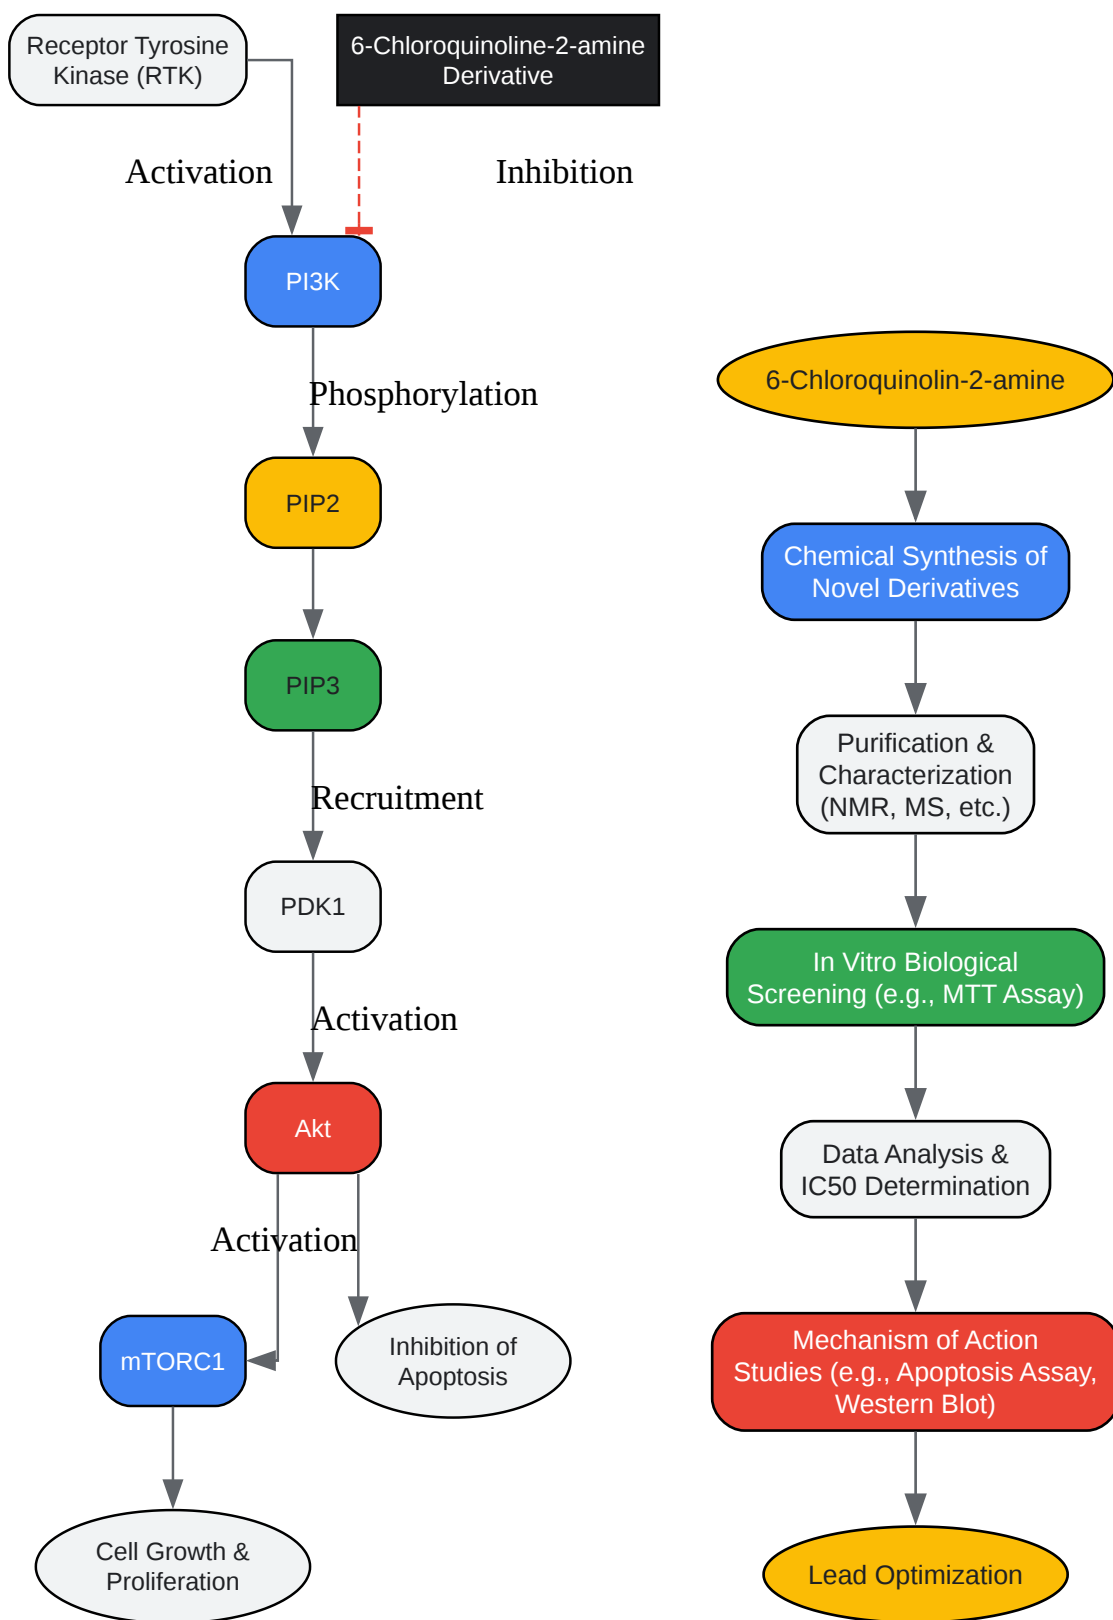 Receptor Tyrosine
Kinase (RTK)
6-Chloroquinoline-2-amine
Derivative
Activation
Inhibition
PI3K
Phosphorylation
PIP2
PIP3
Recruitment
PDK1
Activation
Akt
Activation
mTORC1
Inhibition of
Apoptosis
Cell Growth &
Proliferation
6-Chloroquinolin-2-amine
Chemical Synthesis of
Novel Derivatives
Purification &
Characterization
(NMR, MS, etc.)
In Vitro Biological
Screening (e.g., MTT Assay)
Data Analysis &
IC50 Determination
Mechanism of Action
Studies (e.g., Apoptosis Assay,
Western Blot)
Lead Optimization